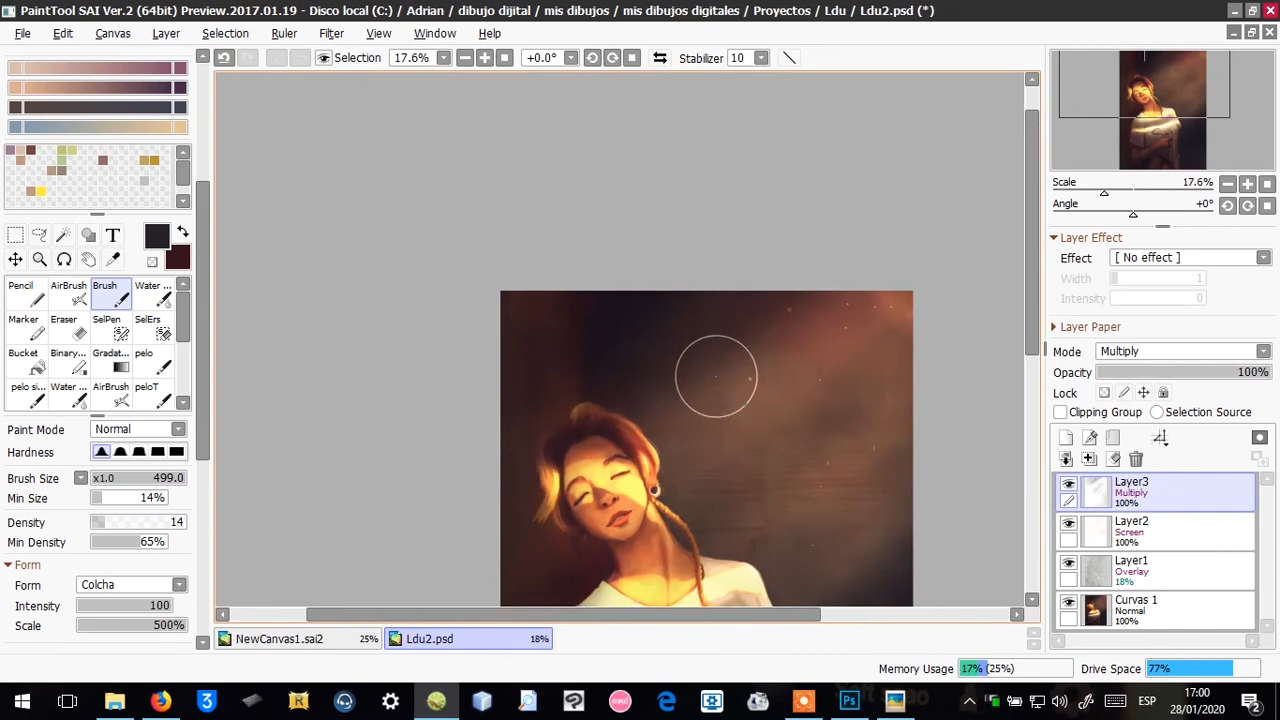 PaintTool SAI Ver.2 (64bit) Preview.2017.01.19 - Disco local (C:) / Adrian / dibujo dijital / mis dibujos / mis dibujos digitales / Proyectos / Ldu / Ldu2.psd (*)
File Edit Canvas Layer Selection Ruler Filter View Window Help
Selection 17.6% +0.0° Stabilizer 10
Scale 17.6%
Angle +0°
Layer Effect
Effect [ No effect ]
Width 1
Intensity 0
Layer Paper
Mode Multiply
Opacity 100%
Lock
Clipping Group Selection Source
Layer3
Multiply
100%
Layer2
Screen
100%
Layer1
Overlay
18%
Curvas 1
Normal
100%
T
Pencil AirBrush Brush Water ...
Marker Eraser SelPen SelErs
Bucket Binary... Gradat... pelo
pelo si... Water ... AirBrush peloT
Paint Mode Normal
Hardness
Brush Size x1.0 499.0
Min Size 14%
Density 14
Min Density 65%
Form
Form Colcha
Intensity 100
Scale 500%
NewCanvas1.sai2 25% Ldu2.psd 18%
Memory Usage 17% (25%) Drive Space 77%
3 osu! e Ps ESP 17:00
28/01/2020 2